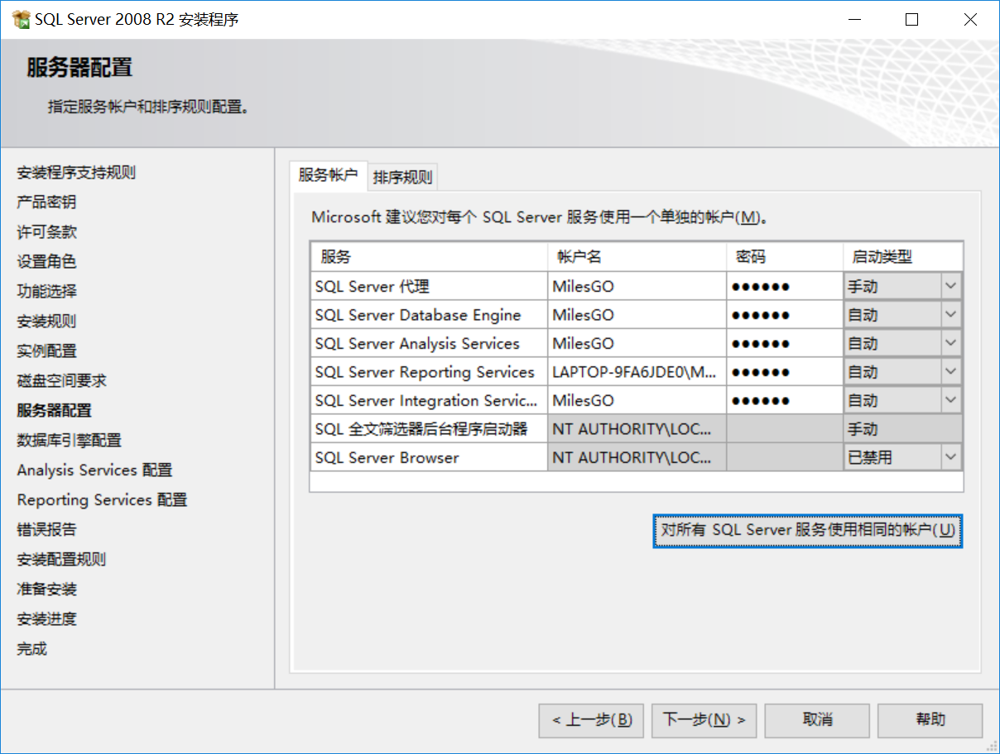 SQL Server 2008 R2 安装程序
服务器配置
指定服务帐户和排序规则配置。
安装程序支持规则
产品密钥
许可条款
设置角色
功能选择
安装规则
实例配置
磁盘空间要求
服务器配置
数据库引擎配置
Analysis Services 配置
Reporting Services 配置
错误报告
安装配置规则
准备安装
安装进度
完成
服务帐户 排序规则
Microsoft 建议您对每个 SQL Server 服务使用一个单独的帐户(M)。
服务 帐户名 密码 启动类型
SQL Server 代理 MilesGO ●●●●●● 手动
SQL Server Database Engine MilesGO ●●●●●● 自动
SQL Server Analysis Services MilesGO ●●●●●● 自动
SQL Server Reporting Services LAPTOP-9FA6JDE0\M... ●●●●●● 自动
SQL Server Integration Servic... MilesGO ●●●●●● 自动
SQL 全文筛选器后台程序启动器 NT AUTHORITY\LOC... 手动
SQL Server Browser NT AUTHORITY\LOC... 已禁用
对所有 SQL Server 服务使用相同的帐户(U)
< 上一步(B) 下一步(N) > 取消 帮助